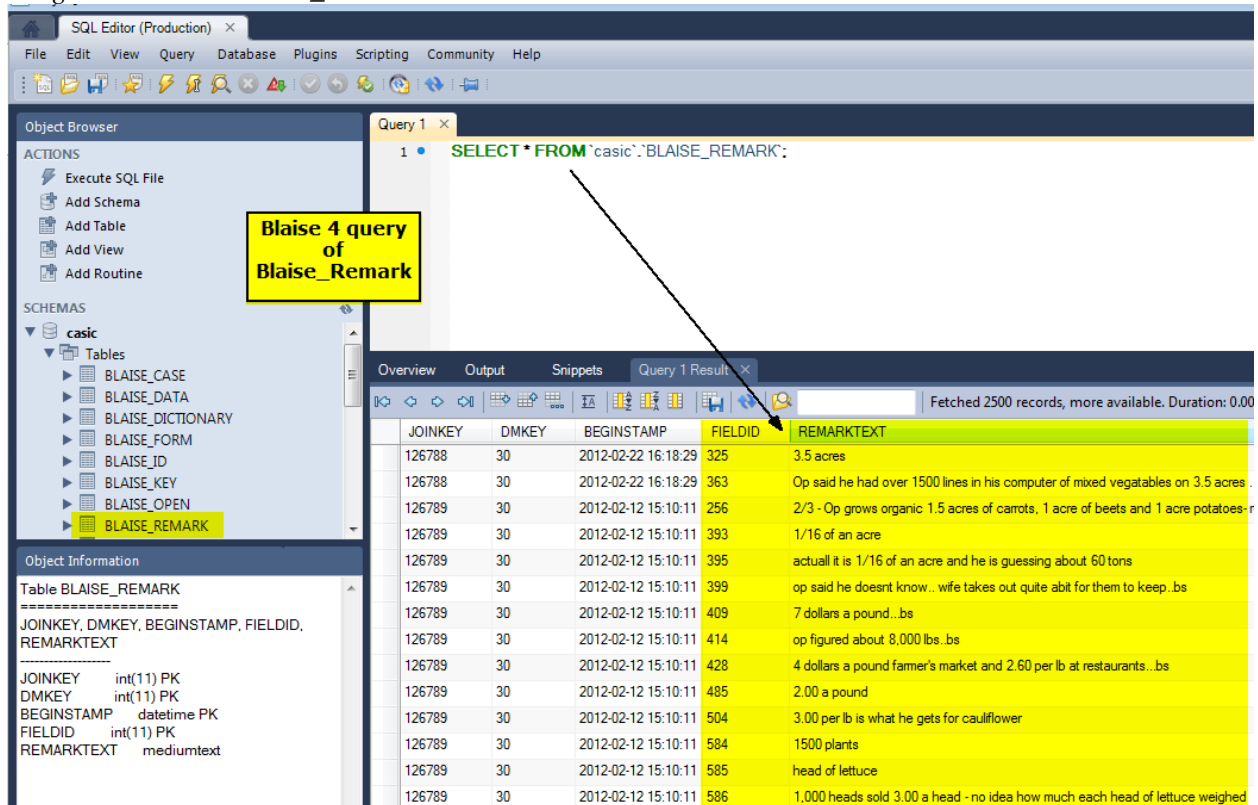 SQL Editor (Production) ×
File Edit View Query Database Plugins Scripting Community Help
Object Browser
Query 1 ×
ACTIONS
1 SELECT * FROM `casic`.`BLAISE_REMARK`;
Execute SQL File
Add Schema
Add Table
Add View
Add Routine
Blaise 4 query
of
Blaise_Remark
SCHEMAS
casic
Tables
BLAISE_CASE
BLAISE_DATA
BLAISE_DICTIONARY
BLAISE_FORM
BLAISE_ID
BLAISE_KEY
BLAISE_OPEN
BLAISE_REMARK
Object Information
Table BLAISE_REMARK
====================
JOINKEY, DMKEY, BEGINSTAMP, FIELDID,
REMARKTEXT
--------------------
JOINKEY int(11) PK
DMKEY int(11) PK
BEGINSTAMP datetime PK
FIELDID int(11) PK
REMARKTEXT mediumtext
Overview Output Snippets Query 1 Result ×
Fetched 2500 records, more available. Duration: 0.00
JOINKEY DMKEY BEGINSTAMP FIELDID REMARKTEXT
126788 30 2012-02-22 16:18:29 325 3.5 acres
126788 30 2012-02-22 16:18:29 363 Op said he had over 1500 lines in his computer of mixed vegatables on 3.5 acres .
126789 30 2012-02-12 15:10:11 256 2/3 - Op grows organic 1.5 acres of carrots, 1 acre of beets and 1 acre potatoes-
126789 30 2012-02-12 15:10:11 393 1/16 of an acre
126789 30 2012-02-12 15:10:11 395 actuall it is 1/16 of an acre and he is guessing about 60 tons
126789 30 2012-02-12 15:10:11 399 op said he doesnt know.. wife takes out quite abit for them to keep..bs
126789 30 2012-02-12 15:10:11 409 7 dollars a pound...bs
126789 30 2012-02-12 15:10:11 414 op figured about 8,000 lbs..bs
126789 30 2012-02-12 15:10:11 428 4 dollars a pound farmer's market and 2.60 per lb at restaurants...bs
126789 30 2012-02-12 15:10:11 485 2.00 a pound
126789 30 2012-02-12 15:10:11 504 3.00 per lb is what he gets for caulflower
126789 30 2012-02-12 15:10:11 584 1500 plants
126789 30 2012-02-12 15:10:11 585 head of lettuce
126789 30 2012-02-12 15:10:11 586 1,000 heads sold 3.00 a head - no idea how much each head of lettuce weighed